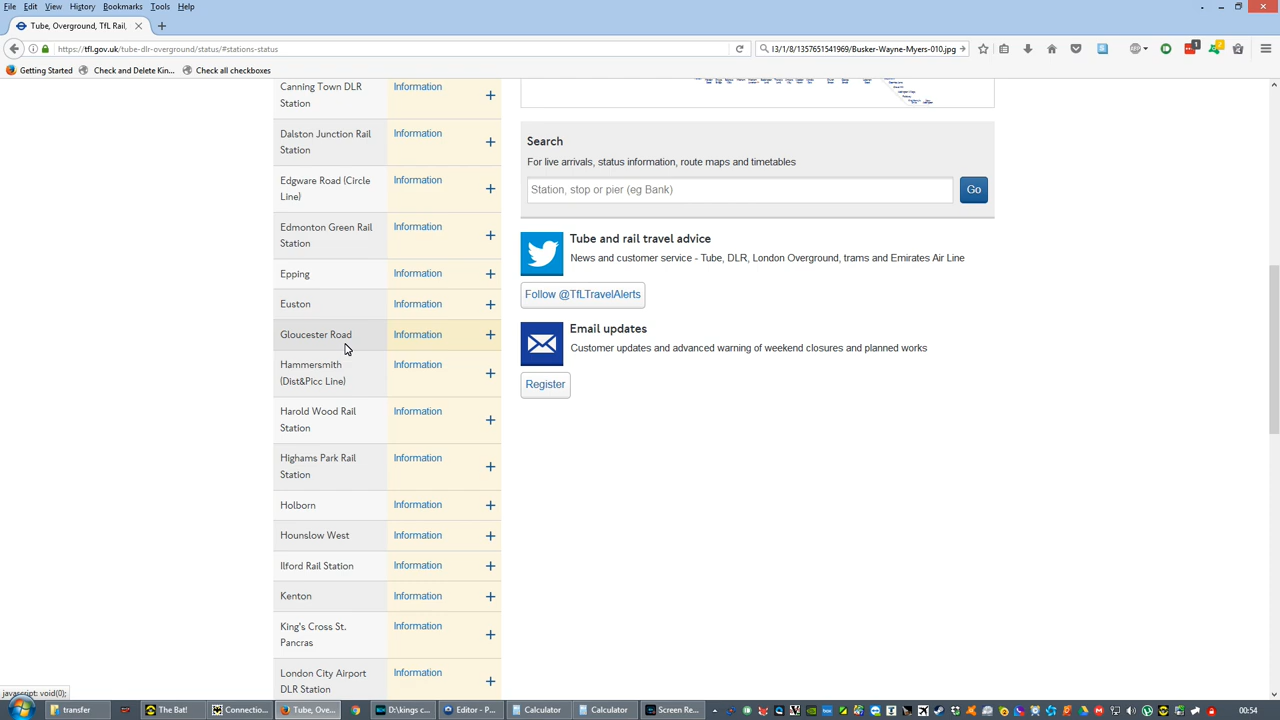 File Edit View History Bookmarks Tools Help
Tube, Overground, TfL Rail,
https://tfl.gov.uk/tube-dlr-overground/status/#stations-status
l3/1/8/1357651541969/Busker-Wayne-Myers-010.jpg
Getting Started Check and Delete Kin... Check all checkboxes
Canning Town DLR
Station
Information
Dalston Junction Rail
Station
Information
Edgware Road (Circle
Line)
Information
Edmonton Green Rail
Station
Information
Epping Information
Euston Information
Gloucester Road Information
Hammersmith
(Dist&Picc Line)
Information
Harold Wood Rail
Station
Information
Highams Park Rail
Station
Information
Holborn Information
Hounslow West Information
Ilford Rail Station Information
Kenton Information
King's Cross St.
Pancras
Information
London City Airport
DLR Station
Information
Search
For live arrivals, status information, route maps and timetables
Station, stop or pier (eg Bank) Go
Tube and rail travel advice
News and customer service - Tube, DLR, London Overground, trams and Emirates Air Line
Follow @TfLTravelAlerts
Email updates
Customer updates and advanced warning of weekend closures and planned works
Register
javascript: void(0);
transfer The Bat! Connectio... Tube, Ove... D:\kings c... Editor - P... Calculator Calculator Screen Re... 00:54